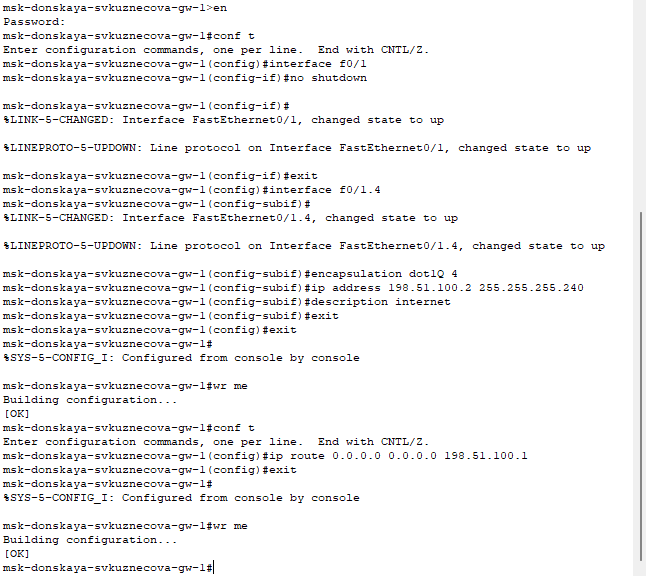 msk-donskaya-svkuznecova-gw-1>en
Password:
msk-donskaya-svkuznecova-gw-1#conf t
Enter configuration commands, one per line.  End with CNTL/Z.
msk-donskaya-svkuznecova-gw-1(config)#interface f0/1
msk-donskaya-svkuznecova-gw-1(config-if)#no shutdown
msk-donskaya-svkuznecova-gw-1(config-if)#
%LINK-5-CHANGED: Interface FastEthernet0/1, changed state to up
%LINEPROTO-5-UPDOWN: Line protocol on Interface FastEthernet0/1, changed state to up
msk-donskaya-svkuznecova-gw-1(config-if)#exit
msk-donskaya-svkuznecova-gw-1(config)#interface f0/1.4
msk-donskaya-svkuznecova-gw-1(config-subif)#
%LINK-5-CHANGED: Interface FastEthernet0/1.4, changed state to up
%LINEPROTO-5-UPDOWN: Line protocol on Interface FastEthernet0/1.4, changed state to up
msk-donskaya-svkuznecova-gw-1(config-subif)#encapsulation dot1Q 4
msk-donskaya-svkuznecova-gw-1(config-subif)#ip address 198.51.100.2 255.255.255.240
msk-donskaya-svkuznecova-gw-1(config-subif)#description internet
msk-donskaya-svkuznecova-gw-1(config-subif)#exit
msk-donskaya-svkuznecova-gw-1(config)#exit
msk-donskaya-svkuznecova-gw-1#
%SYS-5-CONFIG_I: Configured from console by console
msk-donskaya-svkuznecova-gw-1#wr me
Building configuration...
[OK]
msk-donskaya-svkuznecova-gw-1#conf t
Enter configuration commands, one per line.  End with CNTL/Z.
msk-donskaya-svkuznecova-gw-1(config)#ip route 0.0.0.0 0.0.0.0 198.51.100.1
msk-donskaya-svkuznecova-gw-1(config)#exit
msk-donskaya-svkuznecova-gw-1#
%SYS-5-CONFIG_I: Configured from console by console
msk-donskaya-svkuznecova-gw-1#wr me
Building configuration...
[OK]
msk-donskaya-svkuznecova-gw-1#